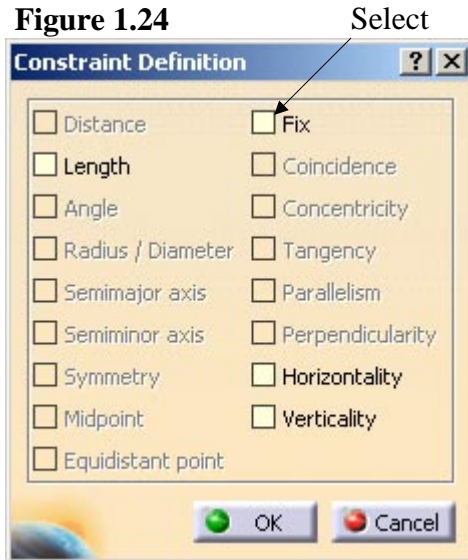 Figure 1.24 Select
Constraint Definition ? X
Distance Fix
Length Coincidence
Angle Concentricity
Radius / Diameter Tangency
Semimajor axis Parallelism
Semiminor axis Perpendicularity
Symmetry Horizontality
Midpoint Verticality
Equidistant point
OK Cancel